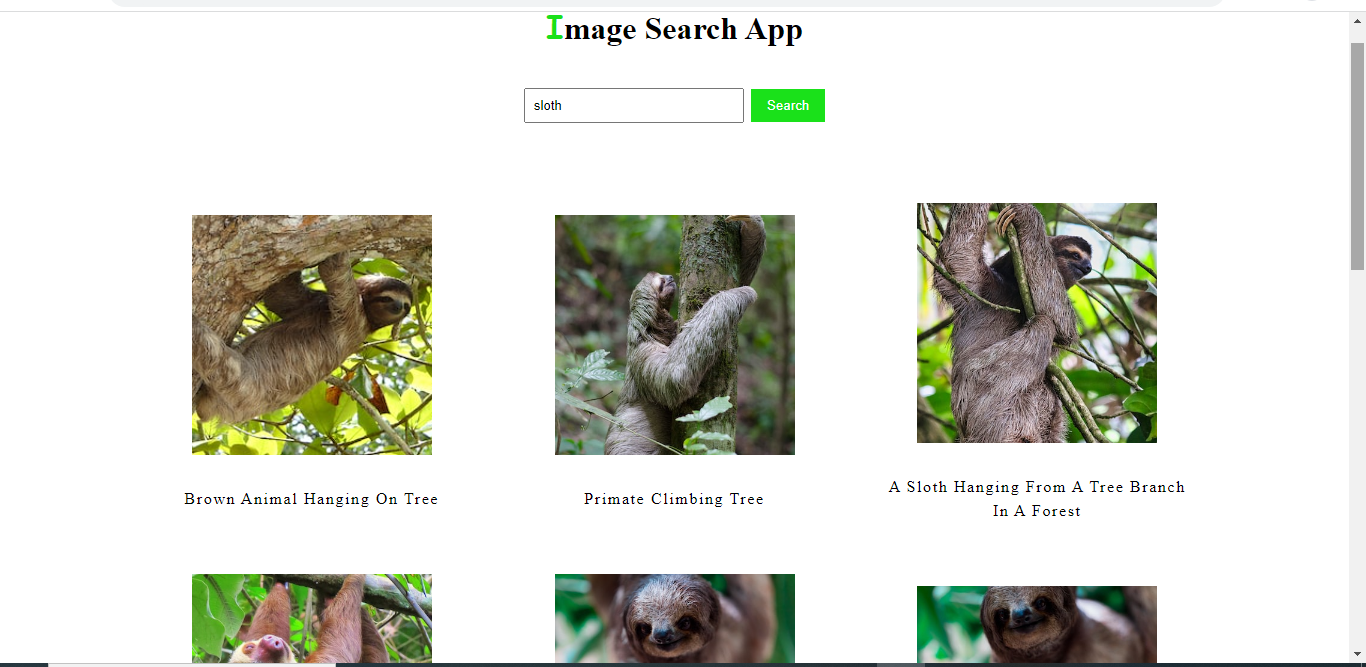 Image Search App
sloth
Search
Brown Animal Hanging On Tree
Primate Climbing Tree
A Sloth Hanging From A Tree Branch
In A Forest